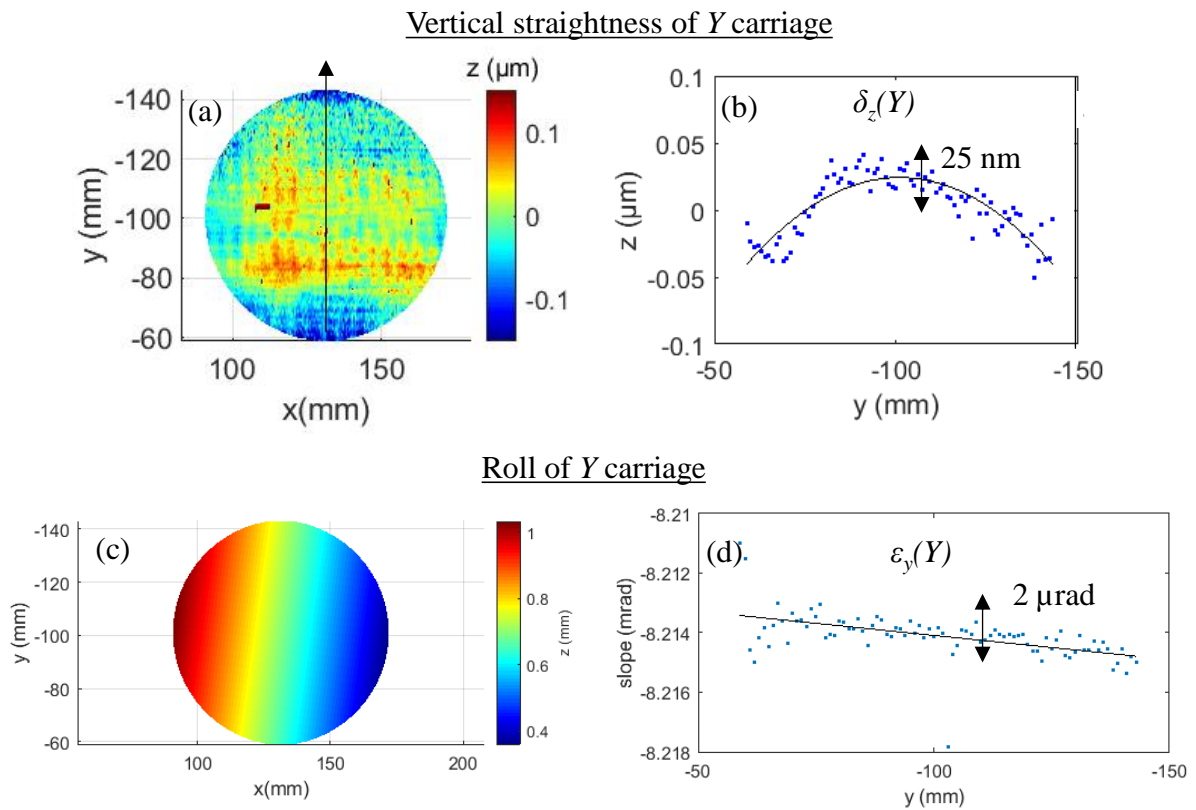 Vertical straightness of Y carriage
(a)
z (µm)
0.1
0
-0.1
-140
-120
-100
-80
-60
y (mm)
100
150
x(mm)
(b)
δz(Y)
25 nm
0.1
0.05
0
-0.05
-0.1
z (µm)
-50
-100
-150
y (mm)
Roll of Y carriage
(c)
-140
-120
-100
-80
-60
y (mm)
100
150
200
x(mm)
1
0.8
0.6
0.4
z (mm)
(d)
εy(Y)
2 µrad
-8.21
-8.212
-8.214
-8.216
-8.218
slope (mrad)
-50
-100
-150
y (mm)